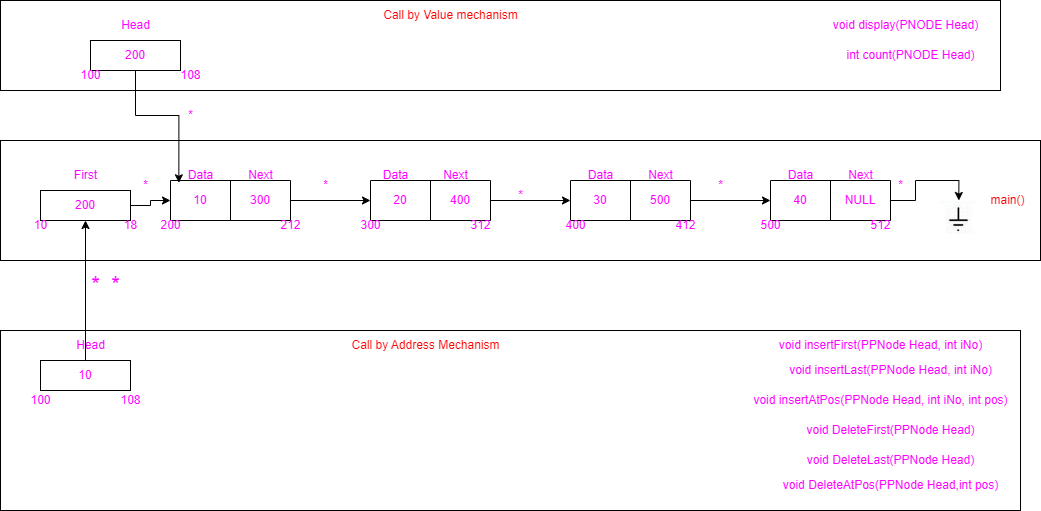 Call by Value mechanism
Head
void display(PNODE Head)
200
int count(PNODE Head)
100 108
*
First
Data Next
Data Next
Data Next
Data Next
* * * * *
200
10 300
20 400
30 500
40 NULL
main()
10 18 200 212 300 312 400 412 500 512
* *
Head
Call by Address Mechanism
void insertFirst(PPNode Head, int iNo)
10
void insertLast(PPNode Head, int iNo)
100 108
void insertAtPos(PPNode Head, int iNo, int pos)
void DeleteFirst(PPNode Head)
void DeleteLast(PPNode Head)
void DeleteAtPos(PPNode Head,int pos)